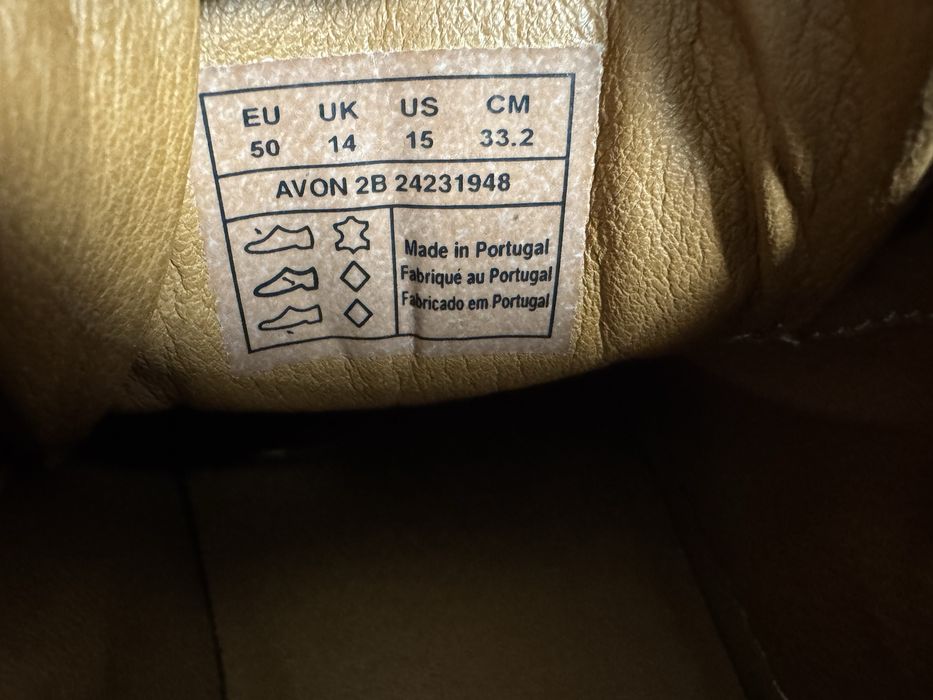 EU UK US CM
50 14 15 33.2
AVON 2B 24231948
Made in Portugal
Fabriqué au Portugal
Fabricado em Portugal